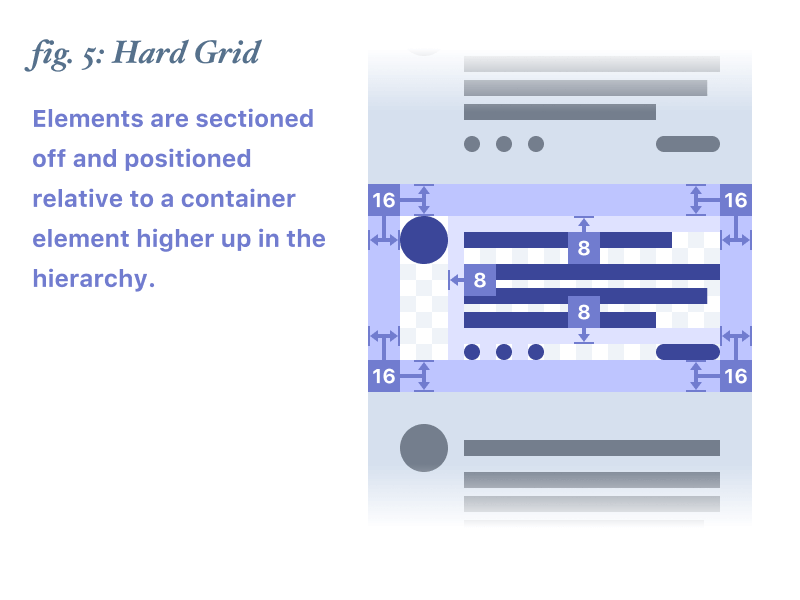 fig. 5: Hard Grid
Elements are sectioned
off and positioned
relative to a container
element higher up in the
hierarchy.
16
16
8
8
8
16
16